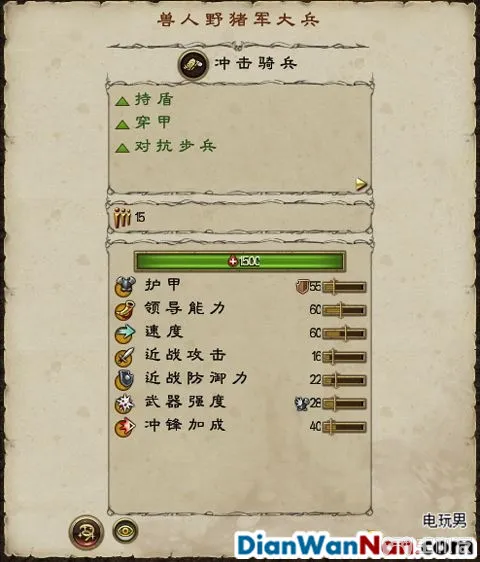 兽人野猪军大兵
冲击骑兵
持盾
穿甲
对抗步兵
15
1500
护甲 55
领导能力 60
速度 60
近战攻击 16
近战防御力 22
武器强度 28
冲锋加成 40
电玩男
DianWanNan.com